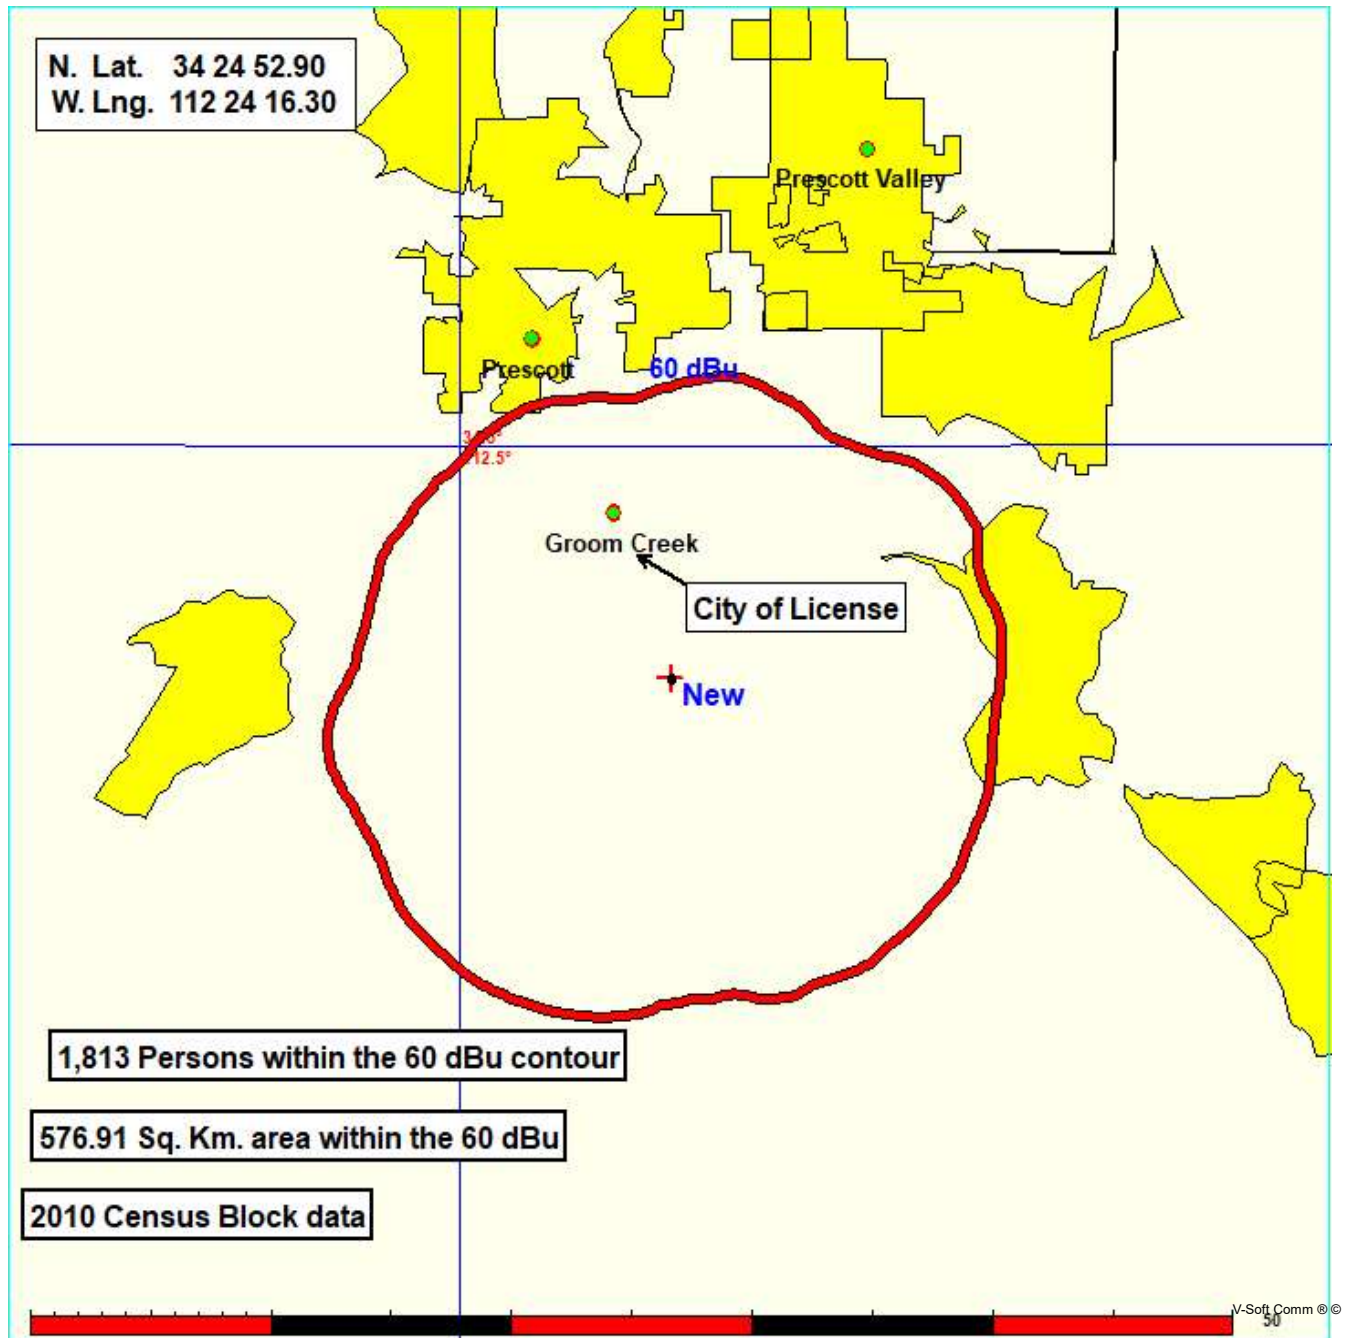 N. Lat. 34 24 52.90
W. Lng. 112 24 16.30
Prescott Valley
Prescott
60 dBu
12.5°
Groom Creek
City of License
New
1,813 Persons within the 60 dBu contour
576.91 Sq. Km. area within the 60 dBu
2010 Census Block data
V-Soft Comm ® ©
50